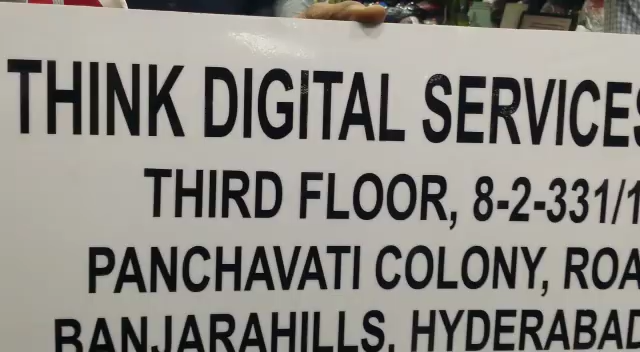 THINK DIGITAL SERVICES
THIRD FLOOR, 8-2-331/1
PANCHAVATI COLONY, ROA
BANJARAHILLS, HYDERABAD